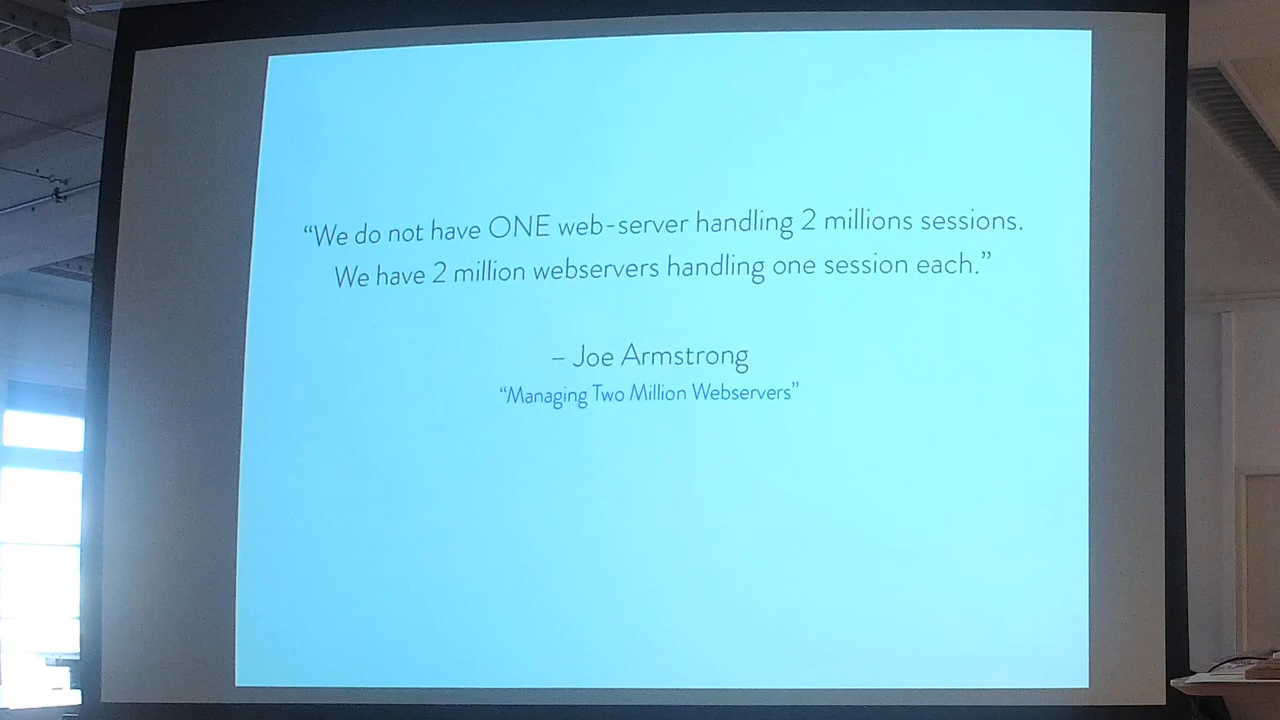 “We do not have ONE web-server handling 2 millions sessions.
We have 2 million webservers handling one session each.”
– Joe Armstrong
“Managing Two Million Webservers”